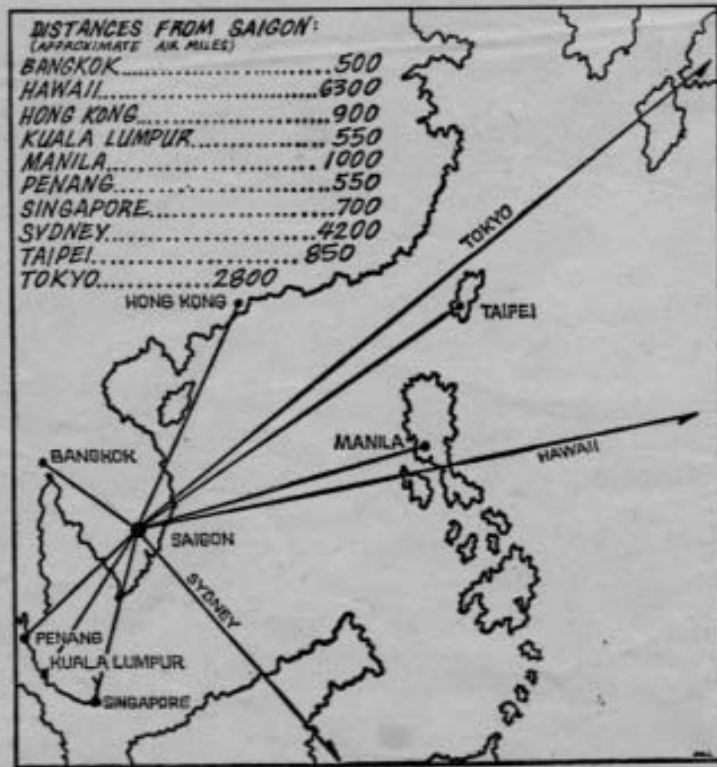 DISTANCES FROM SAIGON:
(APPROXIMATE AIR MILES)
BANGKOK..................500
HAWAII......................6300
HONG KONG.................900
KUALA LUMPUR.............550
MANILA.....................1000
PENANG.....................550
SINGAPORE.................700
SYDNEY.....................4200
TAIPEI.....................850
TOKYO...........2800
HONG KONG
TOKYO
TAIPEI
MANILA
HAWAII
BANGKOK
SAIGON
SYDNEY
PENANG
KUALA LUMPUR
SINGAPORE